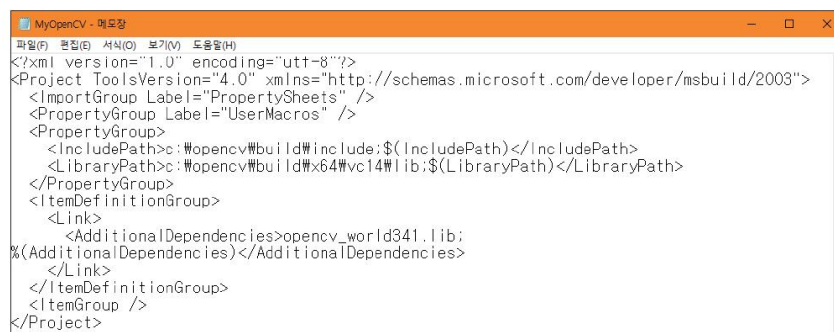 MyOpenCV - 메모장
파일(F) 편집(E) 서식(O) 보기(V) 도움말(H)
<?xml version="1.0" encoding="utf-8"?>
<Project ToolsVersion="4.0" xmlns="http://schemas.microsoft.com/developer/msbuild/2003">
  <ImportGroup Label="PropertySheets" />
  <PropertyGroup Label="UserMacros" />
  <PropertyGroup>
    <IncludePath>c:₩opencv₩build₩include;$(IncludePath)</IncludePath>
    <LibraryPath>c:₩opencv₩build₩x64₩vc14₩lib;$(LibraryPath)</LibraryPath>
  </PropertyGroup>
  <ItemDefinitionGroup>
    <Link>
      <AdditionalDependencies>opencv_world341.lib;
%(AdditionalDependencies)</AdditionalDependencies>
    </Link>
  </ItemDefinitionGroup>
  <ItemGroup />
</Project>